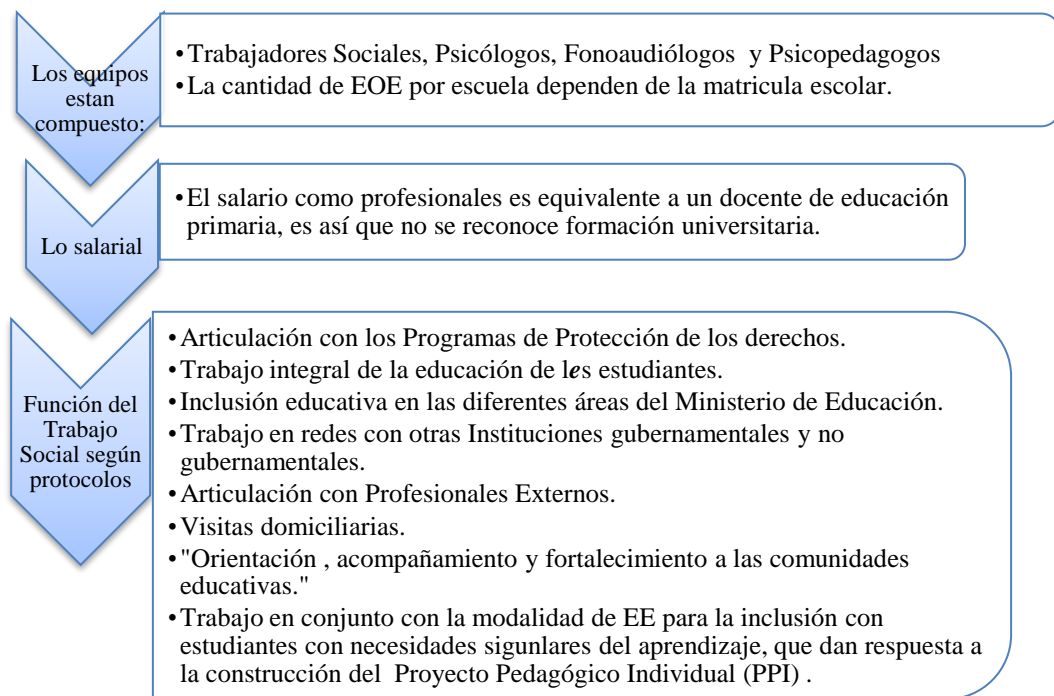 Los equipos
estan
compuesto:
•Trabajadores Sociales, Psicólogos, Fonoaudiólogos y Psicopedagogos
•La cantidad de EOE por escuela dependen de la matricula escolar.
Lo salarial
•El salario como profesionales es equivalente a un docente de educación
primaria, es así que no se reconoce formación universitaria.
Función del
Trabajo
Social según
protocolos
•Articulación con los Programas de Protección de los derechos.
•Trabajo integral de la educación de les estudiantes.
•Inclusión educativa en las diferentes áreas del Ministerio de Educación.
•Trabajo en redes con otras Instituciones gubernamentales y no
gubernamentales.
•Articulación con Profesionales Externos.
•Visitas domiciliarias.
•"Orientación , acompañamiento y fortalecimiento a las comunidades
educativas."
•Trabajo en conjunto con la modalidad de EE para la inclusión con
estudiantes con necesidades sigunlares del aprendizaje, que dan respuesta a
la construcción del Proyecto Pedagógico Individual (PPI) .